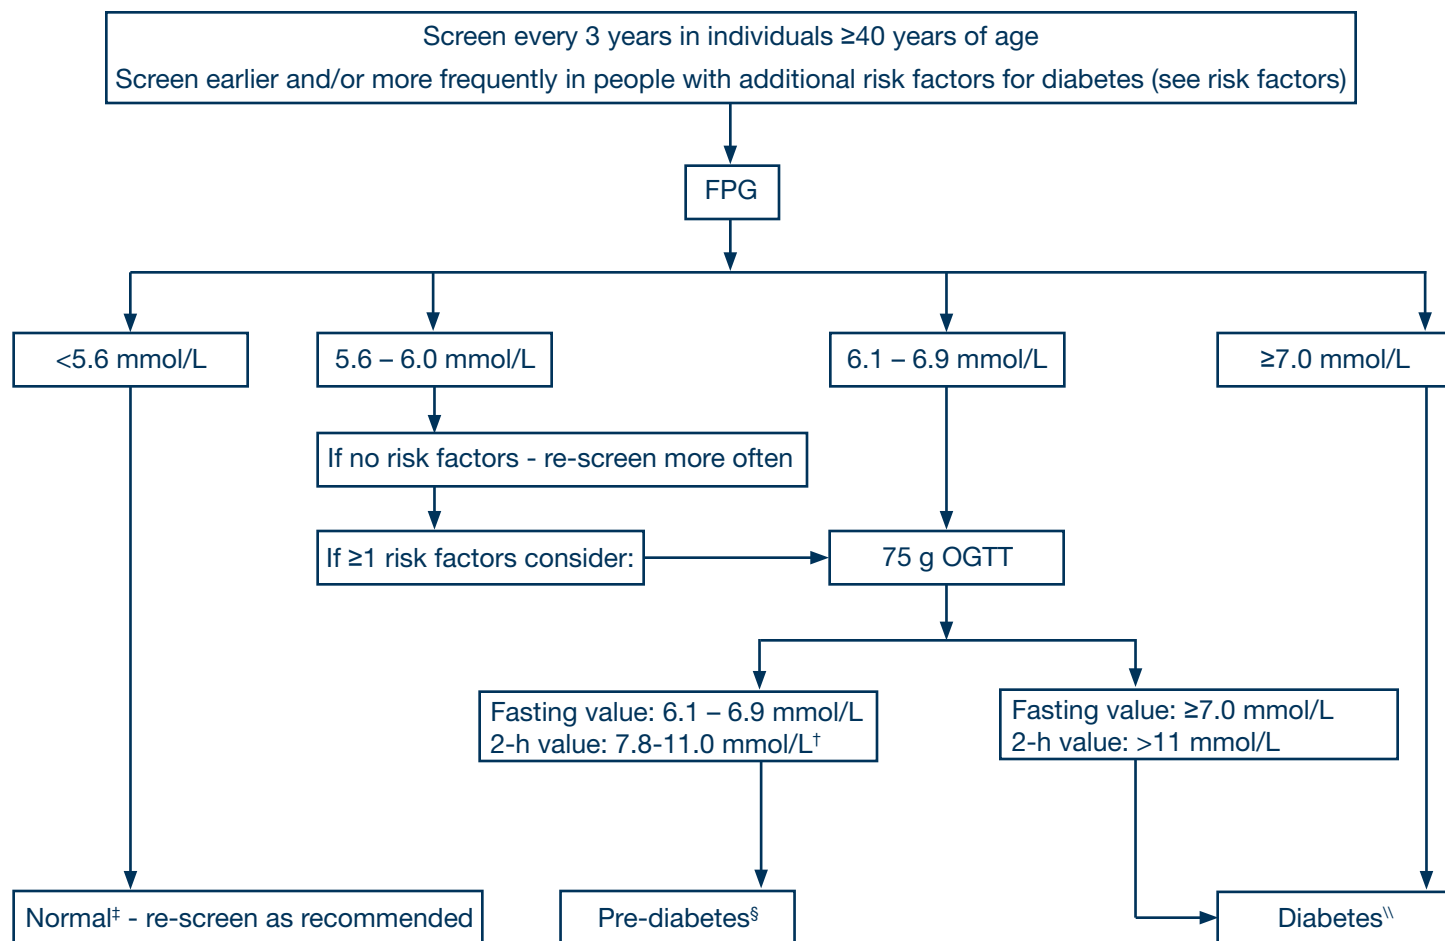 Screen every 3 years in individuals ≥40 years of age
Screen earlier and/or more frequently in people with additional risk factors for diabetes (see risk factors)
FPG
<5.6 mmol/L
5.6 – 6.0 mmol/L
6.1 – 6.9 mmol/L
≥7.0 mmol/L
If no risk factors - re-screen more often
If ≥1 risk factors consider:
75 g OGTT
Fasting value: 6.1 – 6.9 mmol/L
2-h value: 7.8-11.0 mmol/L†
Fasting value: ≥7.0 mmol/L
2-h value: >11 mmol/L
Normal‡ - re-screen as recommended
Pre-diabetes§
Diabetes\\